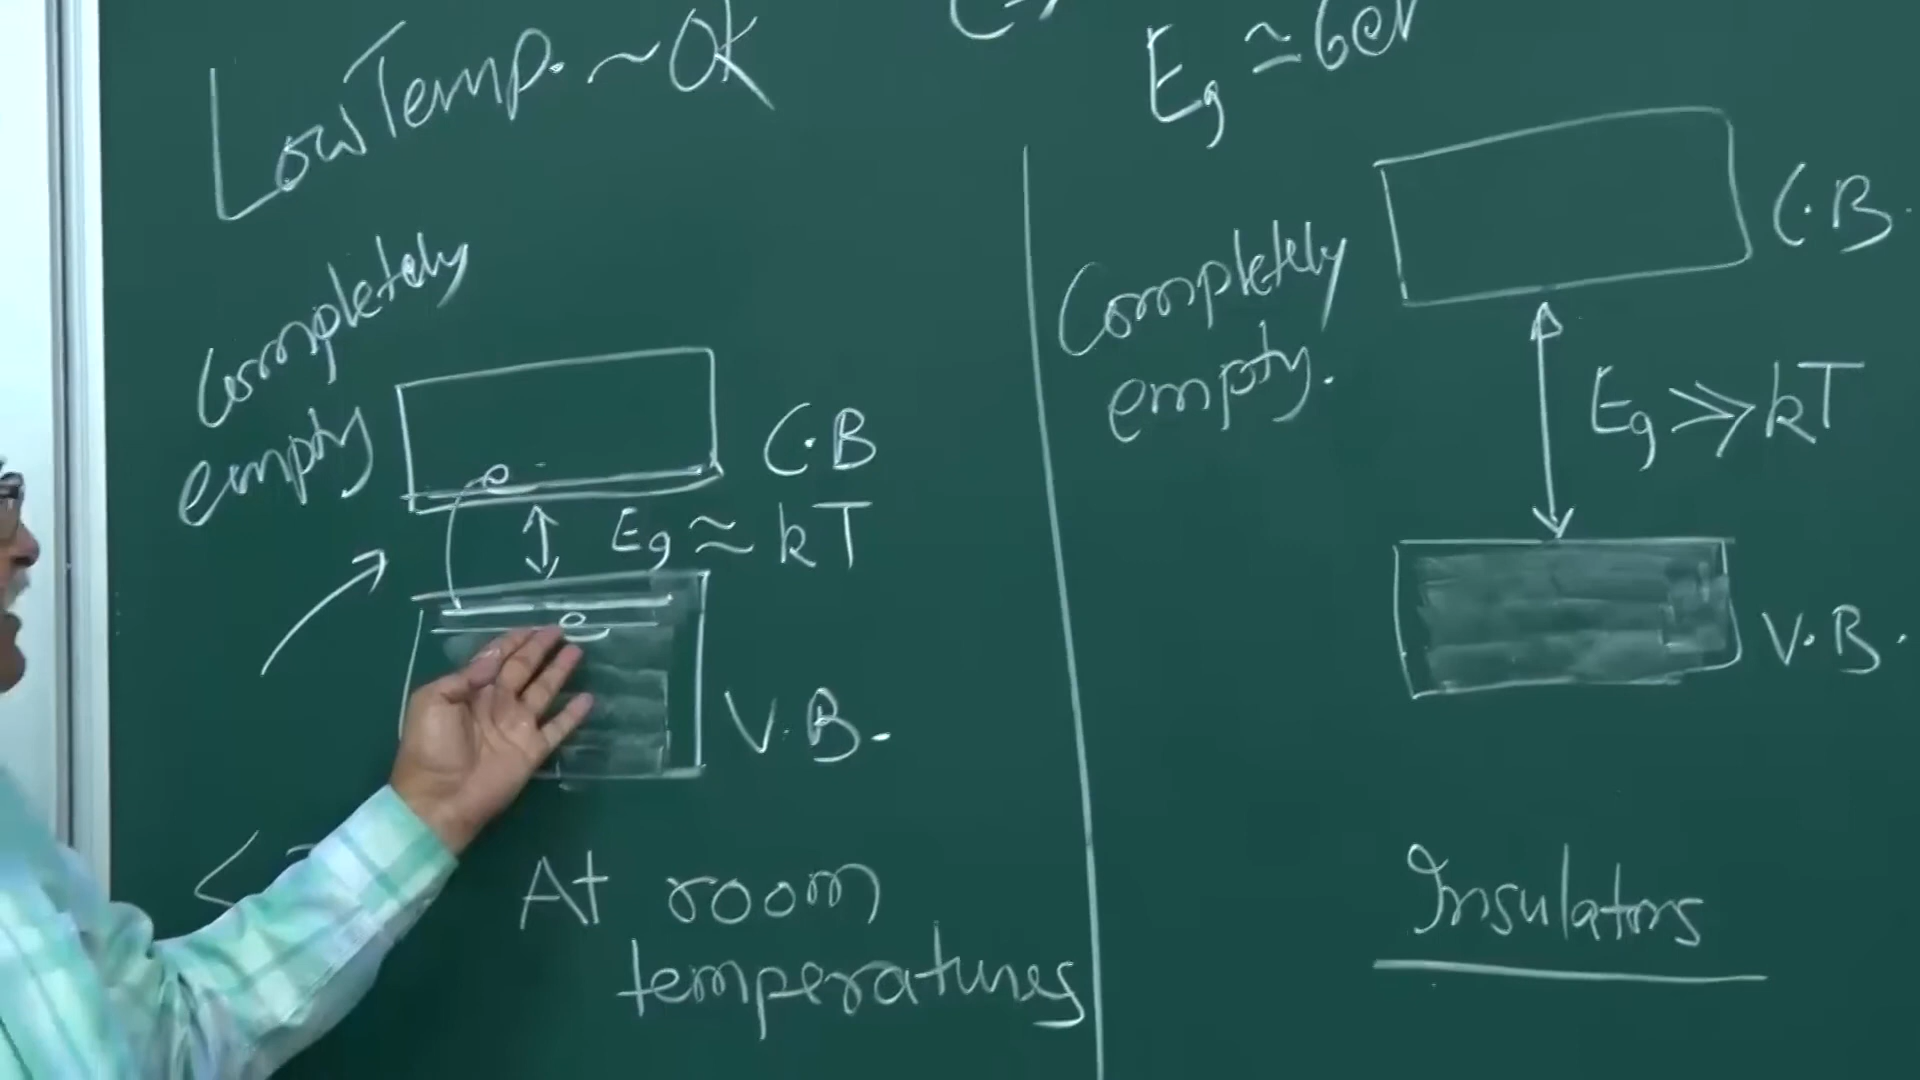 Low Temp. ~ 0k
Completely
empty
C.B
Eg ≈ kT
V.B.
At room
temperatures
Eg ≃ 6eV
C.B.
Completely
empty.
Eg >> kT
V.B.
Insulators